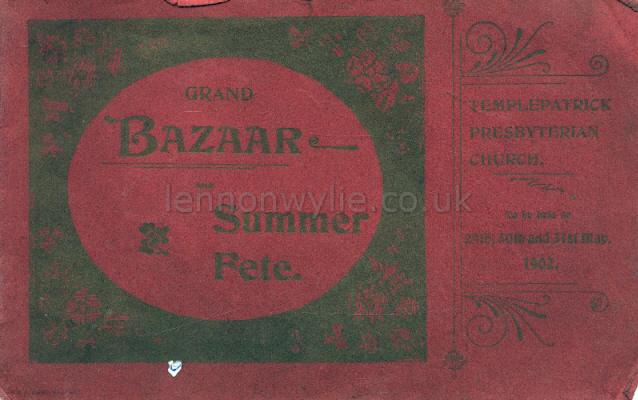 GRAND
BAZAAR
AND
Summer
Fete.
TEMPLEPATRICK
PRESBYTERIAN
CHURCH.
To be held on
29th, 30th and 31st May,
1902.
lennonwylie.co.uk